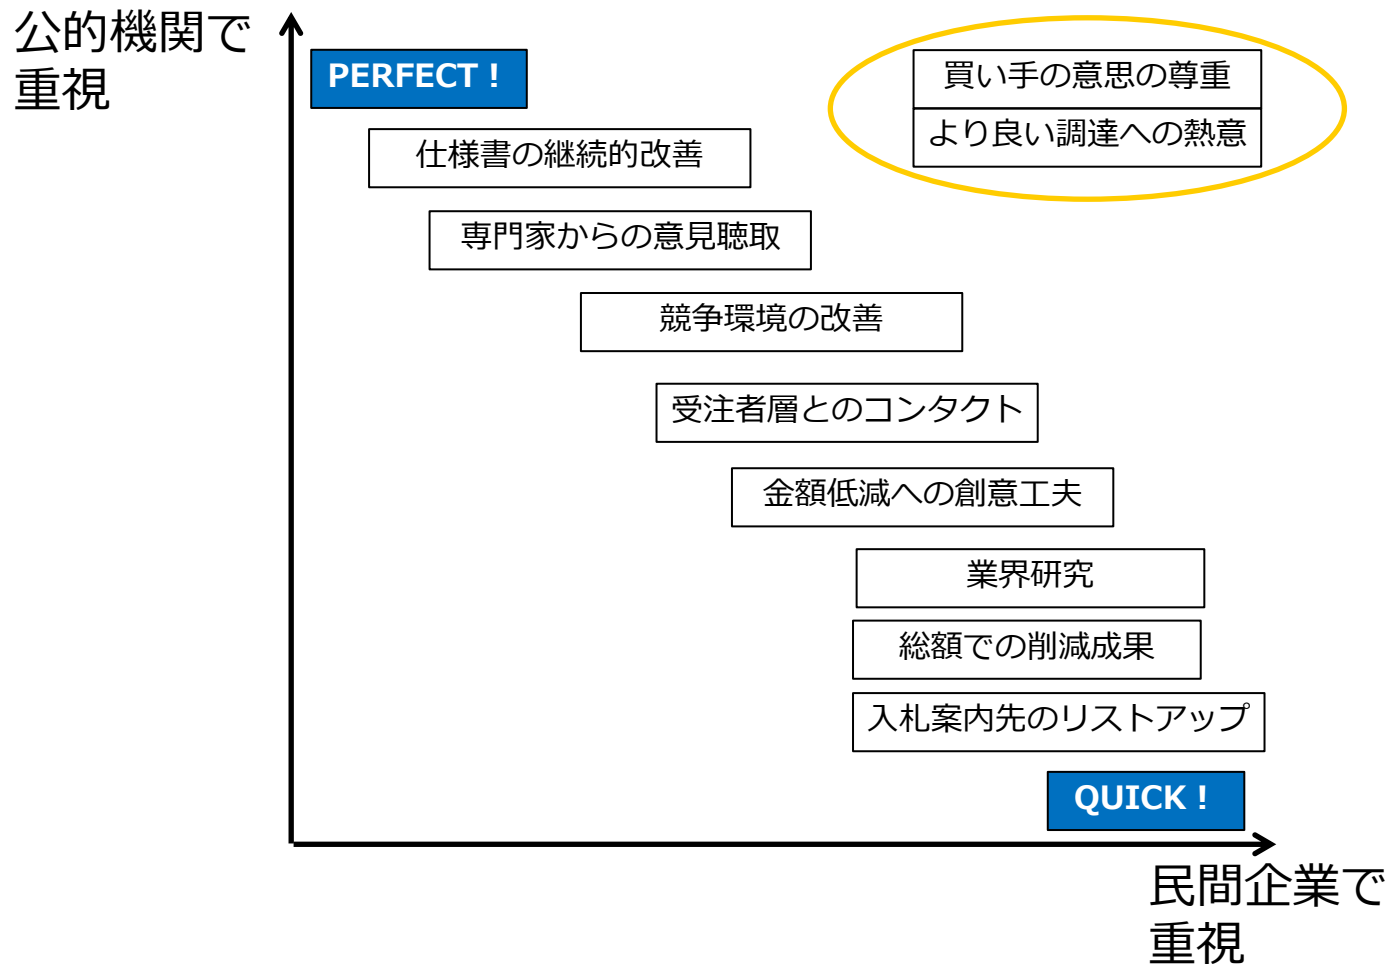 公的機関で
重視
PERFECT！
買い手の意思の尊重
より良い調達への熱意
仕様書の継続的改善
専門家からの意見聴取
競争環境の改善
受注者層とのコンタクト
金額低減への創意工夫
業界研究
総額での削減成果
入札案内先のリストアップ
QUICK！
民間企業で
重視